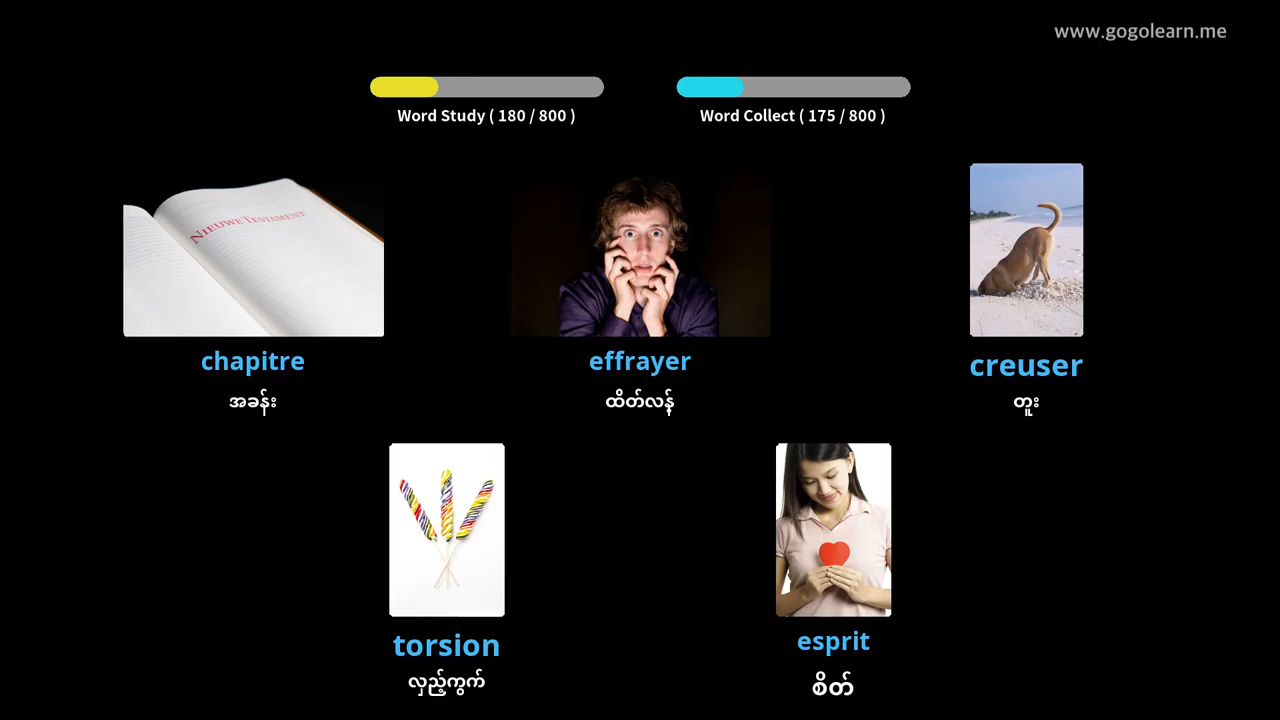 www.gogolearn.me
Word Study ( 180 / 800 )
Word Collect ( 175 / 800 )
NIEUWE TESTAMENT
chapitre
effrayer
creuser
အခန်း
ထိတ်လန့်
တူး
torsion
esprit
လှည့်ကွက်
စိတ်